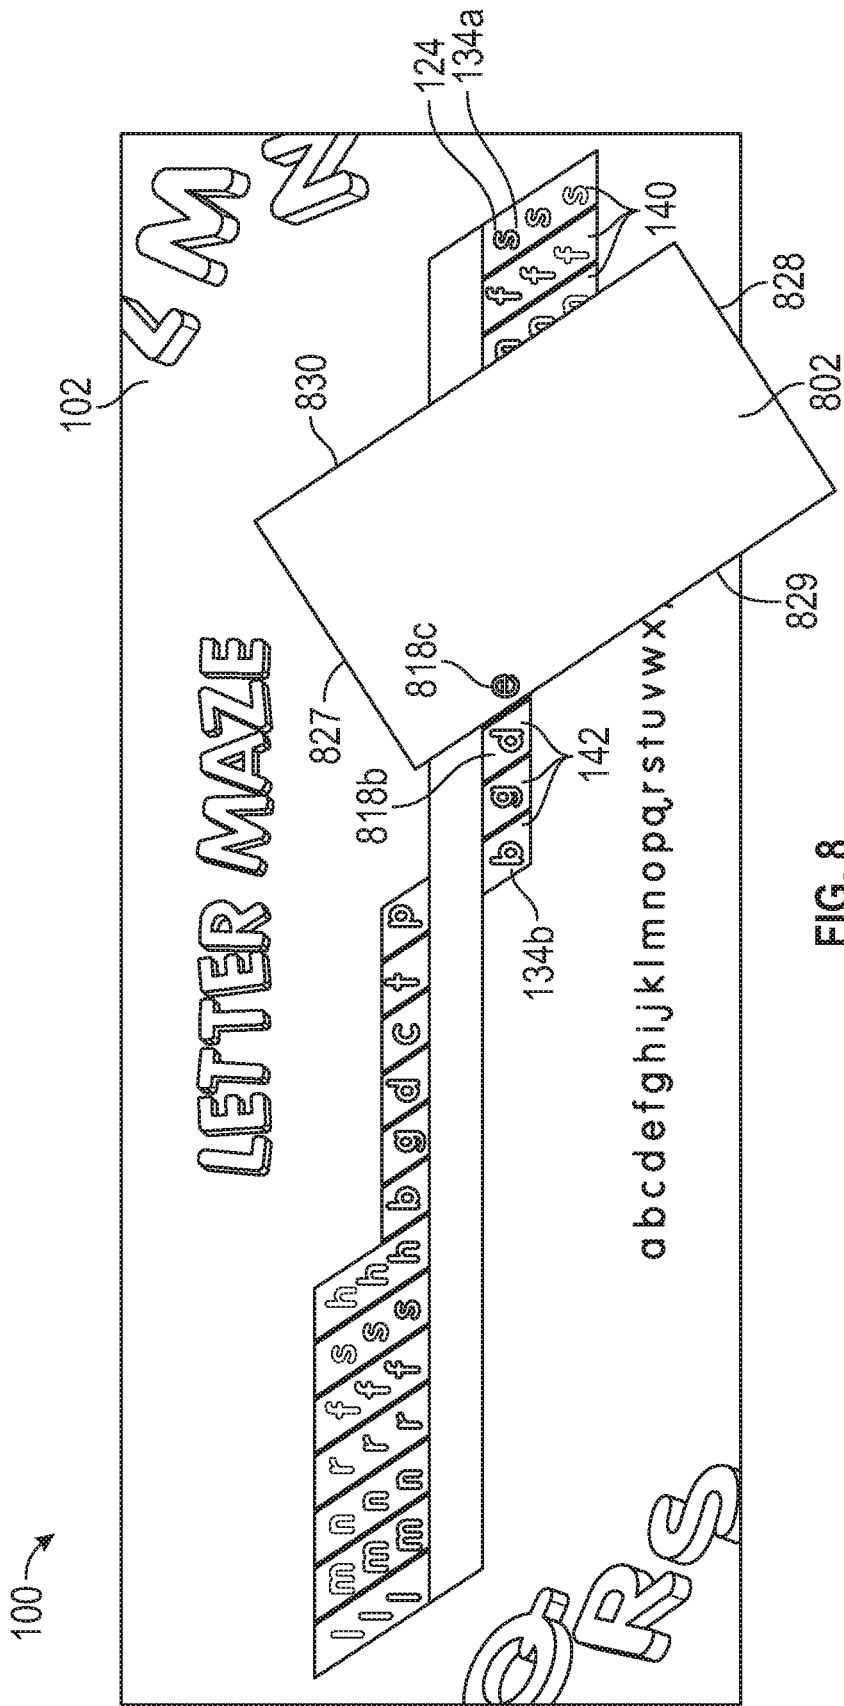 100
102
L M N
LETTER MAZE
830
827
l m n r f s h
l m n r f s h
l m n r f s h b g d c t p
818b
818c
124
134a
b g d e f s
f s
f s
134b
142
140
abcdefghijklmnopqrstuvwx
Q R S
829
828
802
FIG. 8